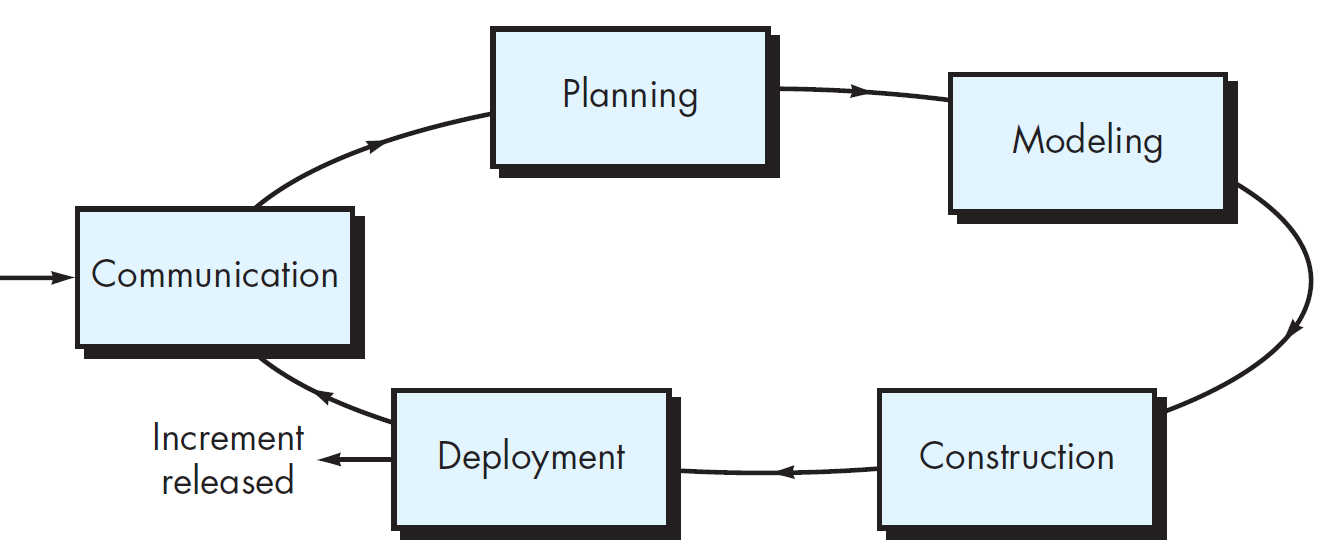 Planning
Modeling
Communication
Increment
released
Deployment
Construction